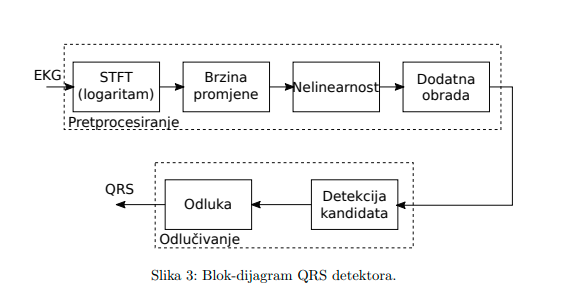 EKG
STFT
(logaritam)
Brzina
promjene
Nelinearnost
Dodatna
obrada
Pretprocesiranje
QRS
Odluka
Detekcija
kandidata
Odlučivanje
Slika 3: Blok-dijagram QRS detektora.